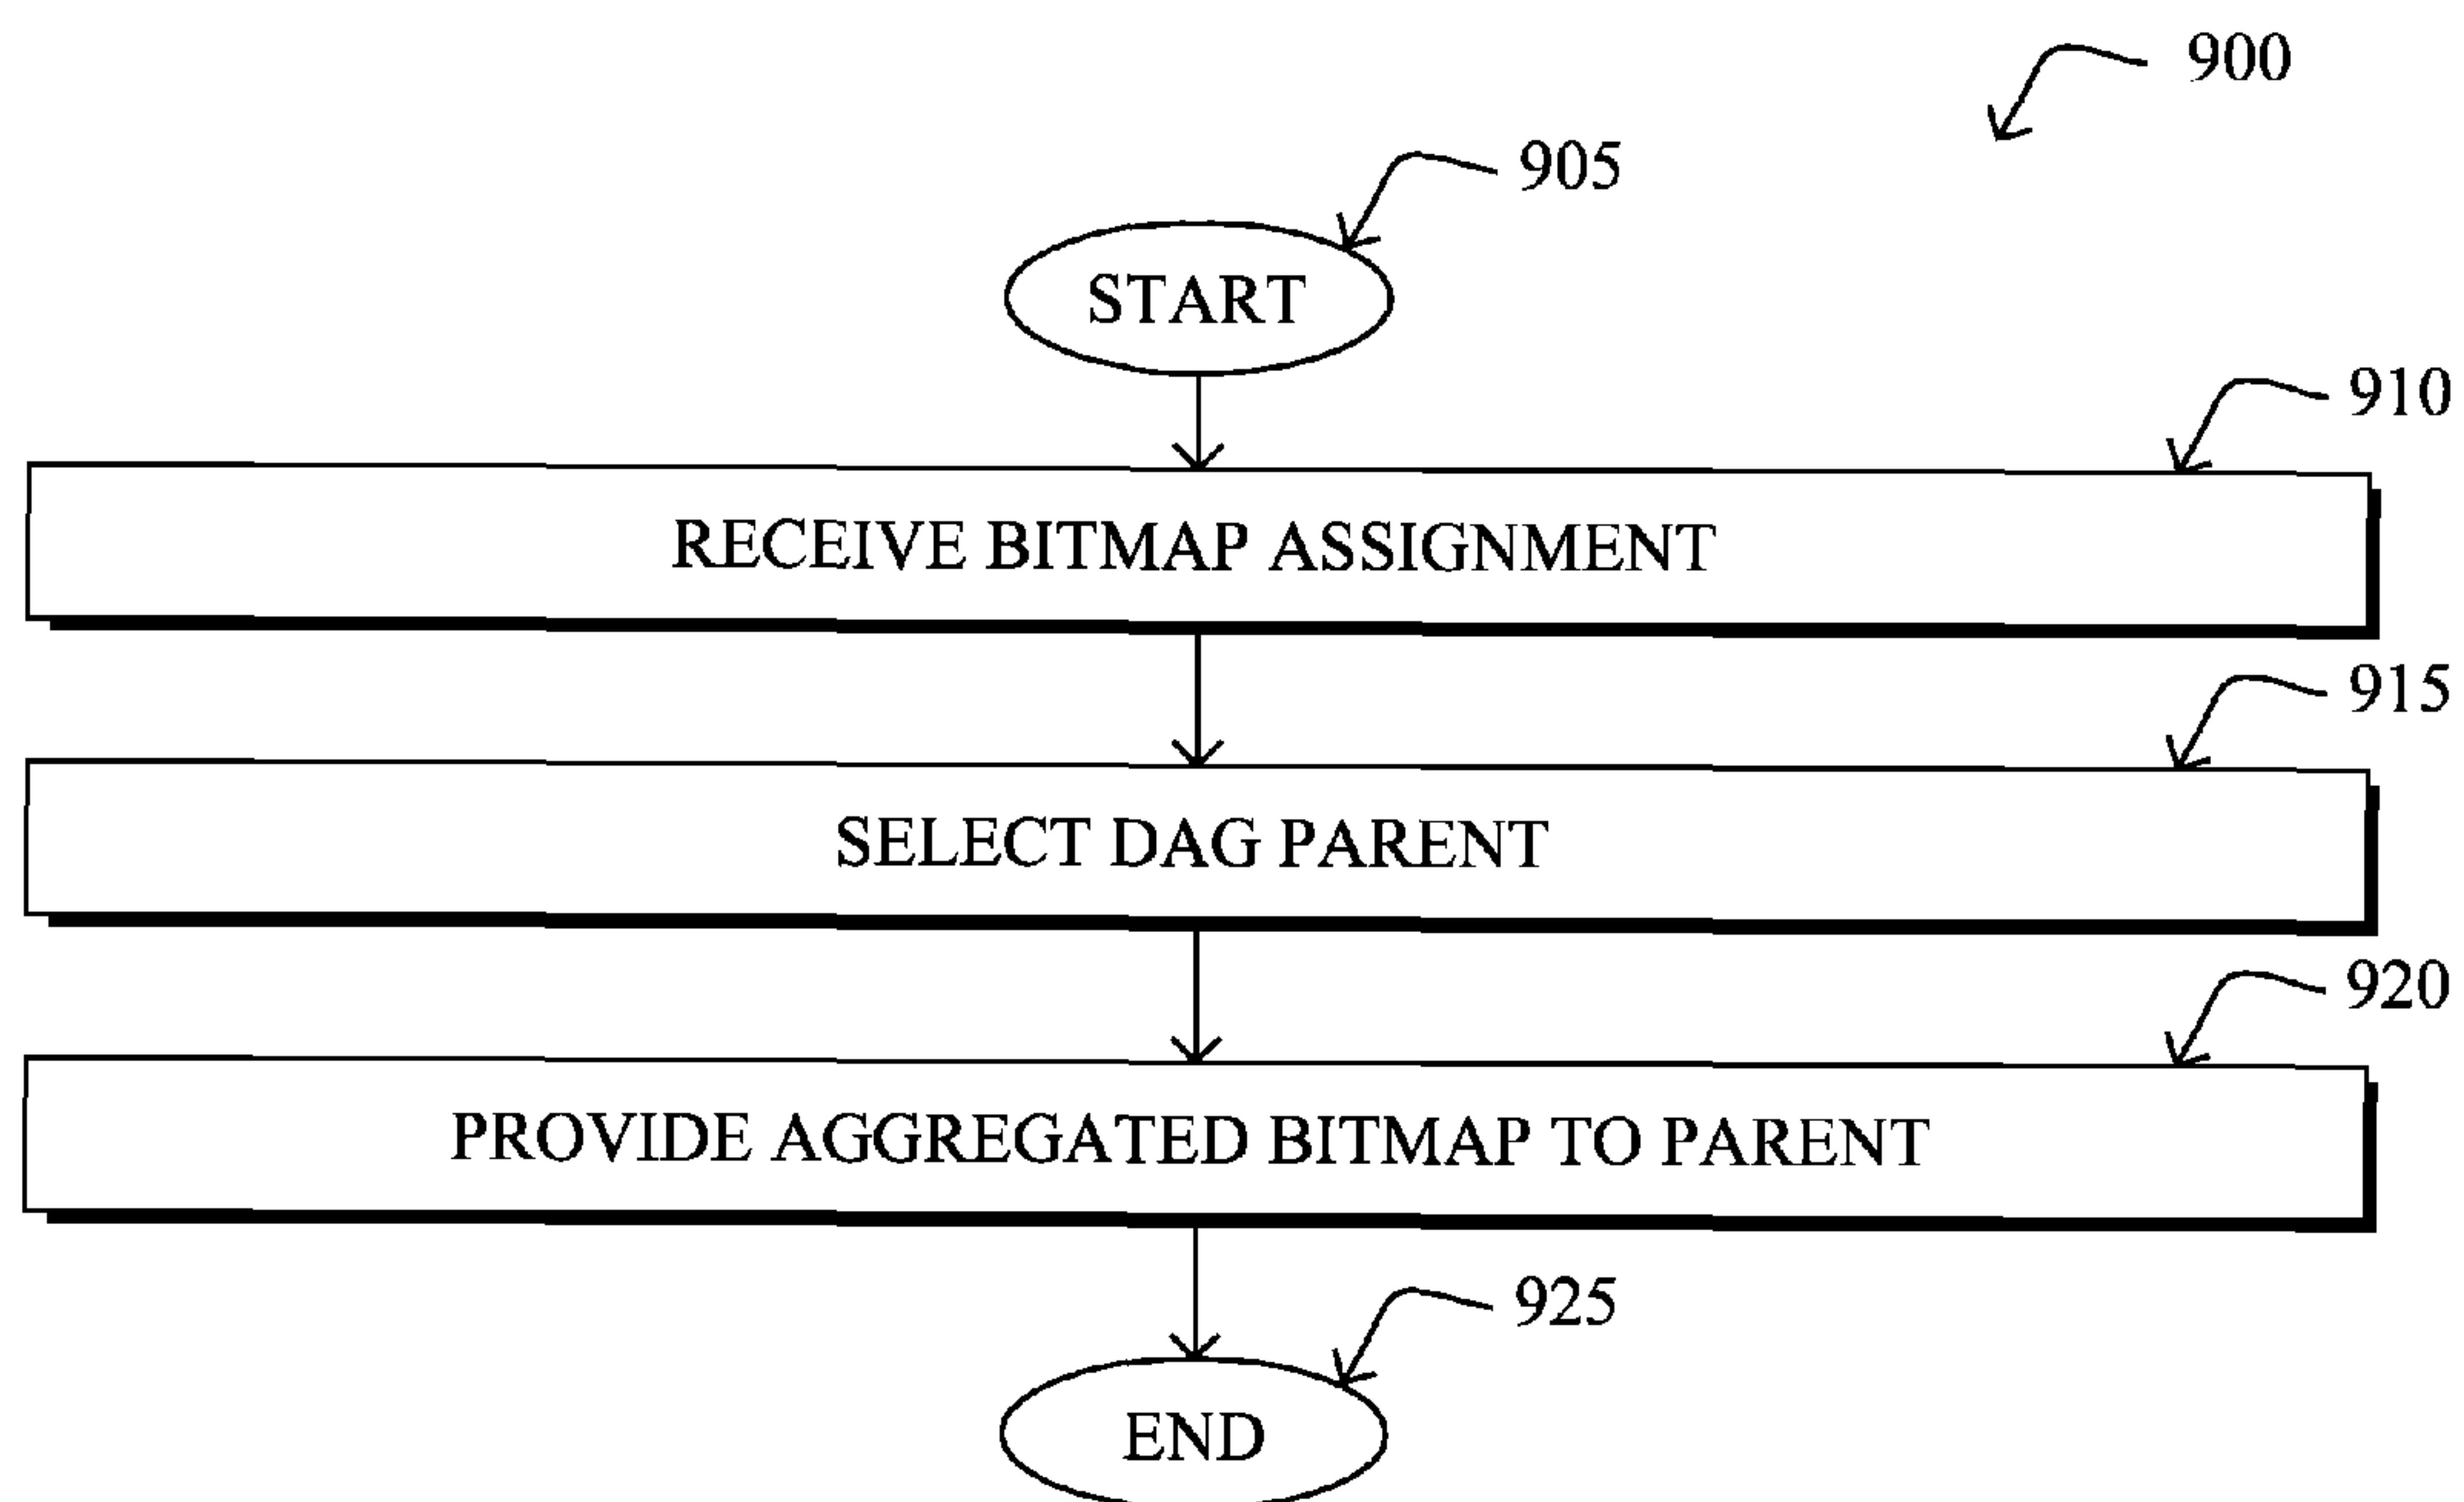 900
905
START
910
RECEIVE BITMAP ASSIGNMENT
915
SELECT DAG PARENT
920
PROVIDE AGGREGATED BITMAP TO PARENT
925
END